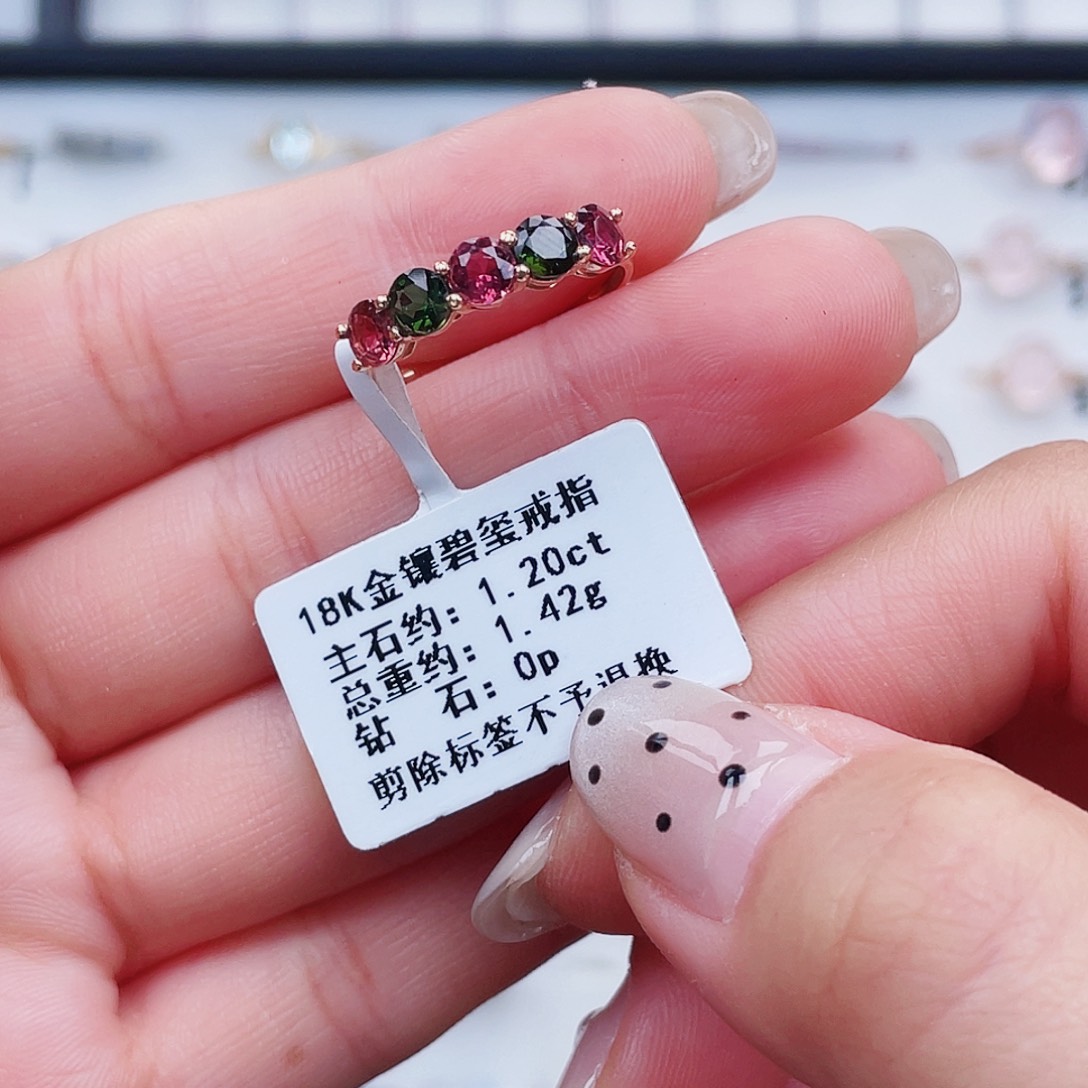 18K金镶碧玺戒指
主石约：1.20ct
总重约：1.42g
钻 石：0p
剪除标签不予退换